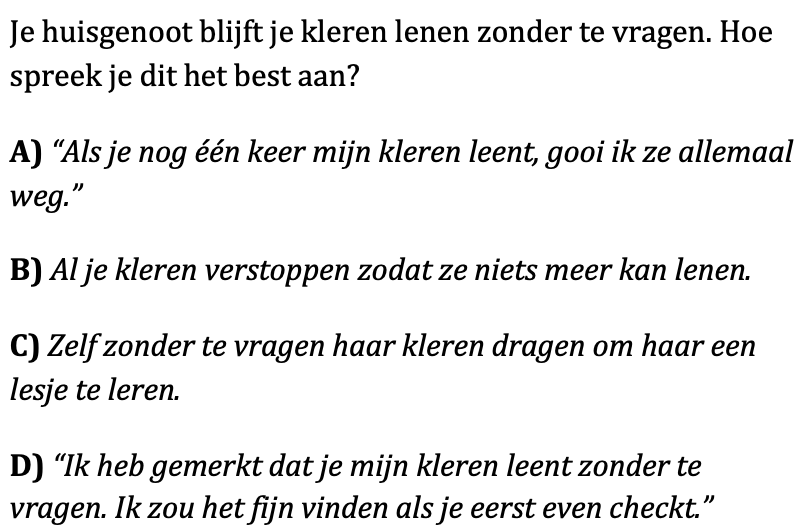 Je huisgenoot blijft je kleren lenen zonder te vragen. Hoe
spreek je dit het best aan?
A) “Als je nog één keer mijn kleren leent, gooi ik ze allemaal
weg.”
B) Al je kleren verstoppen zodat ze niets meer kan lenen.
C) Zelf zonder te vragen haar kleren dragen om haar een
lesje te leren.
D) “Ik heb gemerkt dat je mijn kleren leent zonder te
vragen. Ik zou het fijn vinden als je eerst even checkt.”